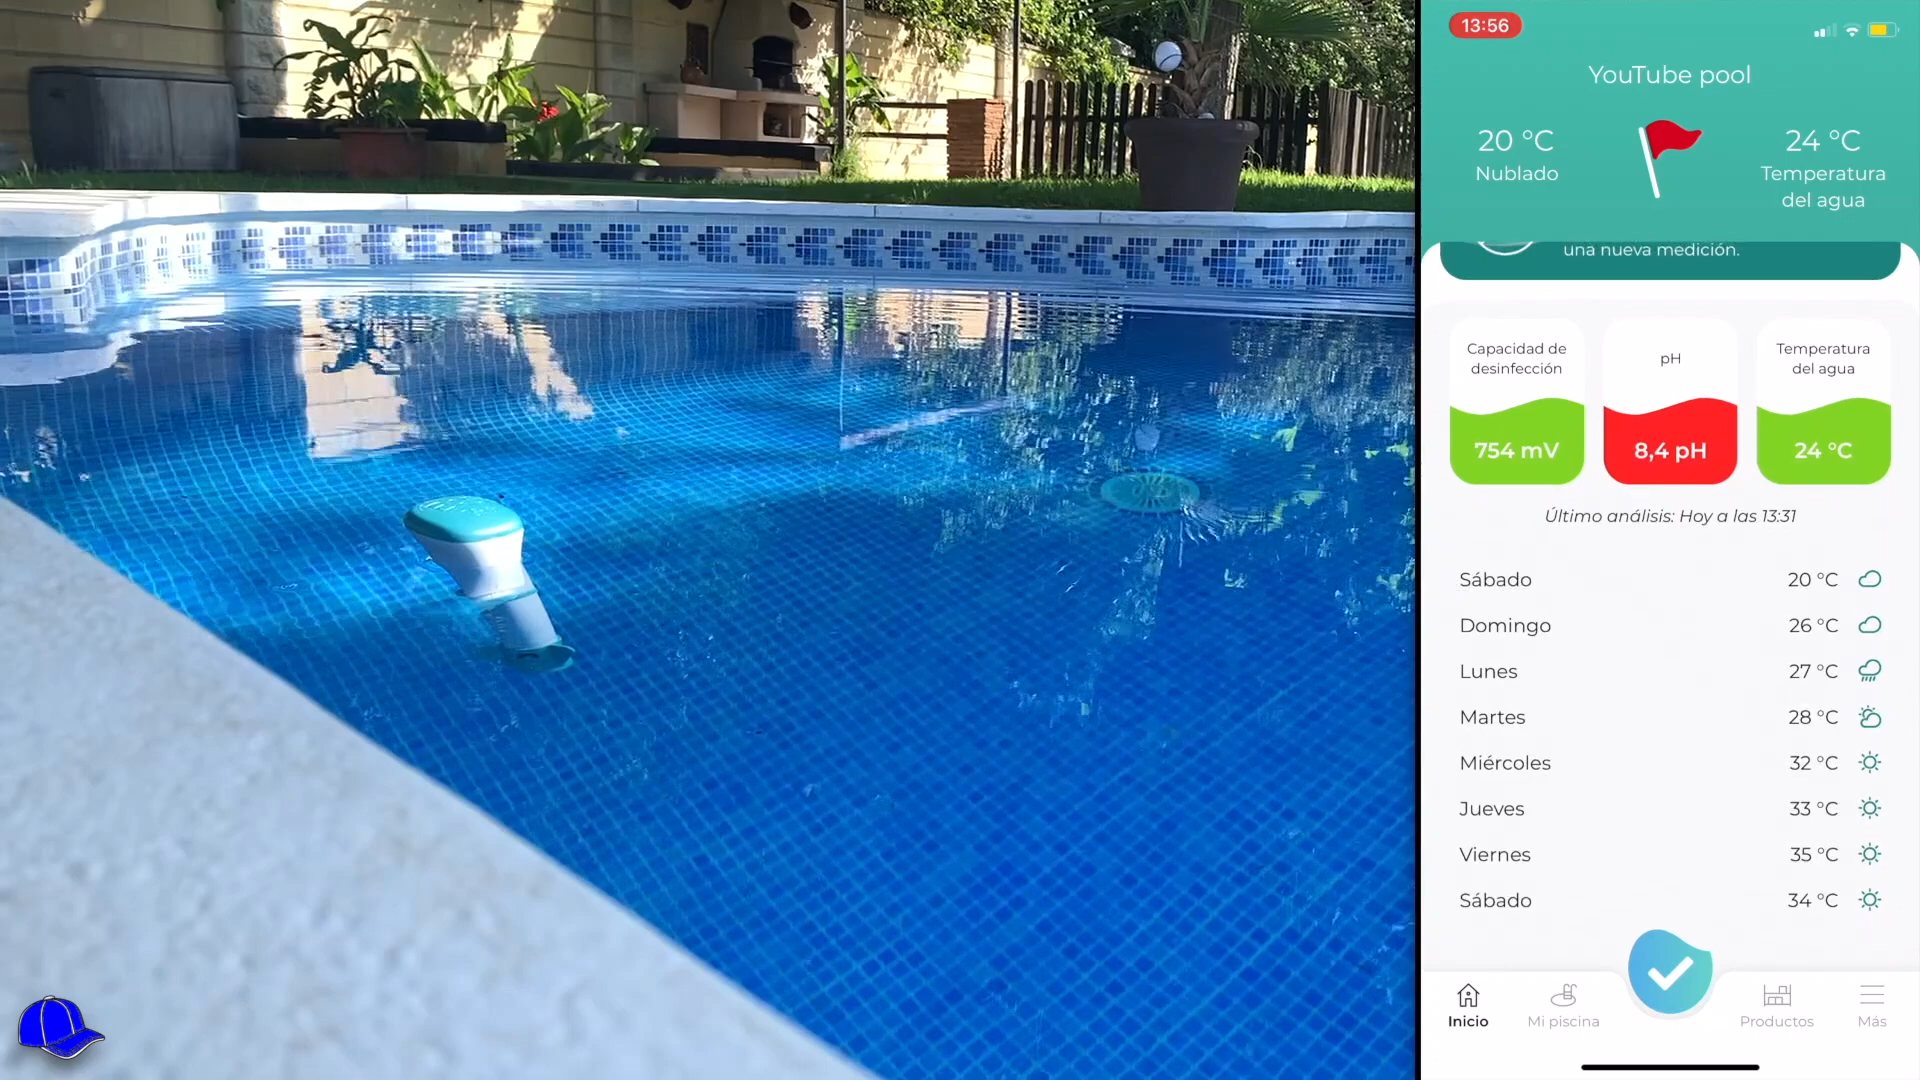 13:56
YouTube pool
20 °C
Nublado
24 °C
Temperatura
del agua
una nueva medición.
Capacidad de
desinfección
754 mV
pH
8,4 pH
Temperatura
del agua
24 °C
Último análisis: Hoy a las 13:31
Sábado 20 °C
Domingo 26 °C
Lunes 27 °C
Martes 28 °C
Miércoles 32 °C
Jueves 33 °C
Viernes 35 °C
Sábado 34 °C
Inicio
Mi piscina
Productos
Más